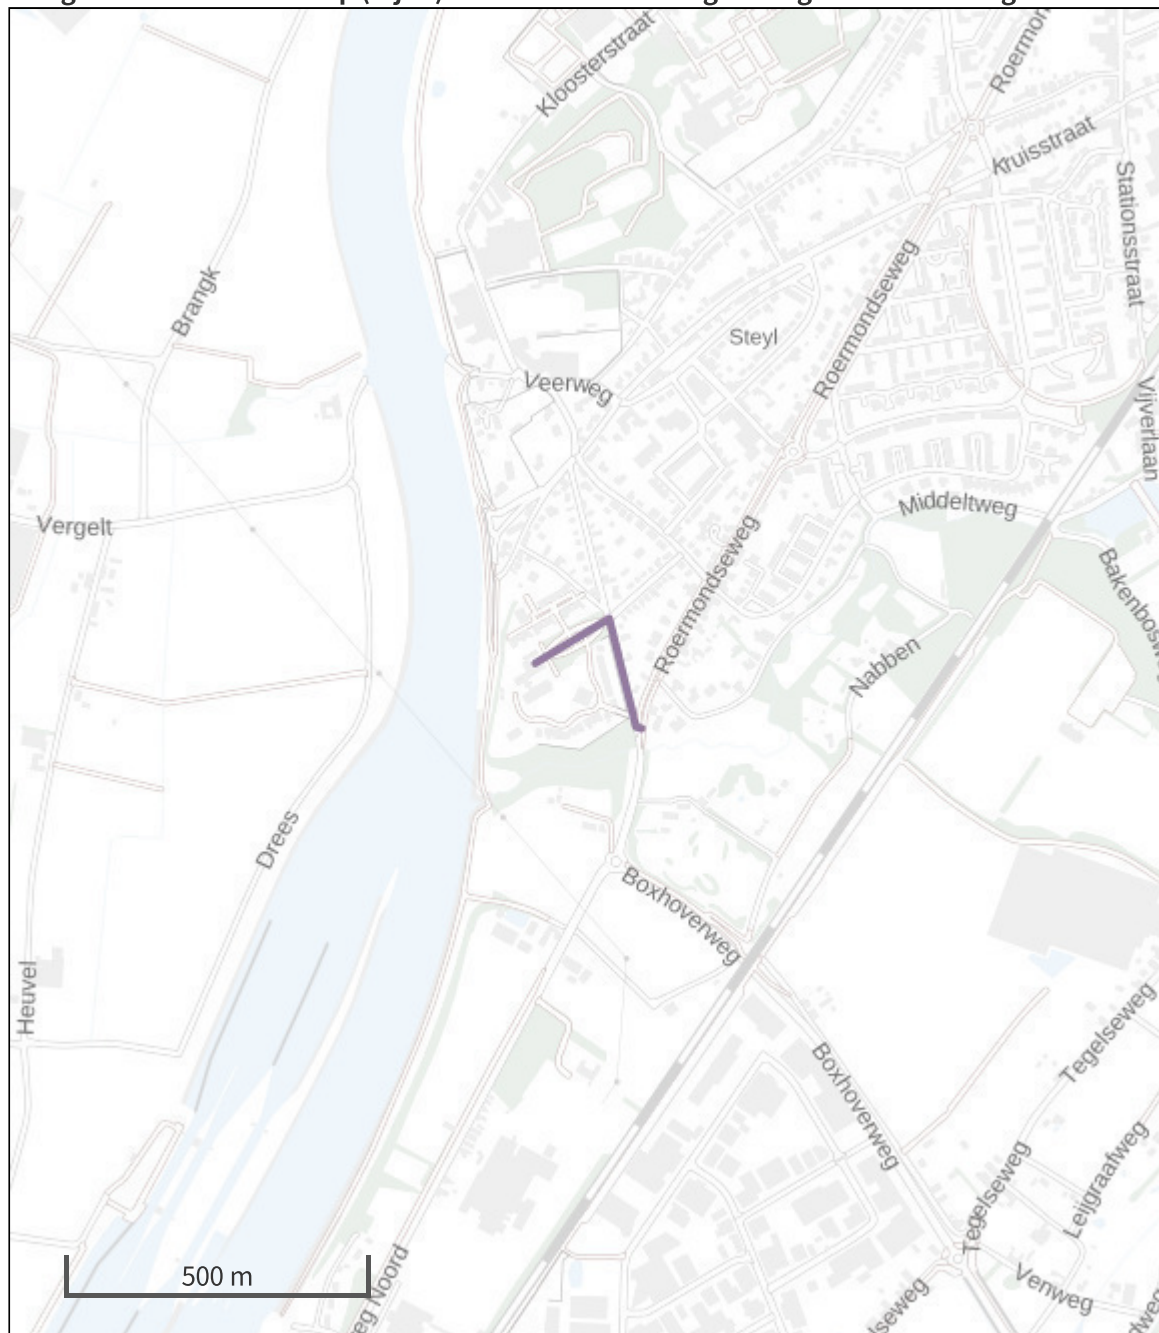 Kloosterstraat
Kruisstraat
Stationsstraat
Brangk
Roermondseweg
Steyl
Veerweg
Vijverlaan
Middeltweg
Vergelt
Roermondseweg
Nabben
Drees
Boxhoverweg
Heuvel
Tegelseweg
Boxhoverweg
Leijgraafweg
Tegelseweg
Venweg
500 m